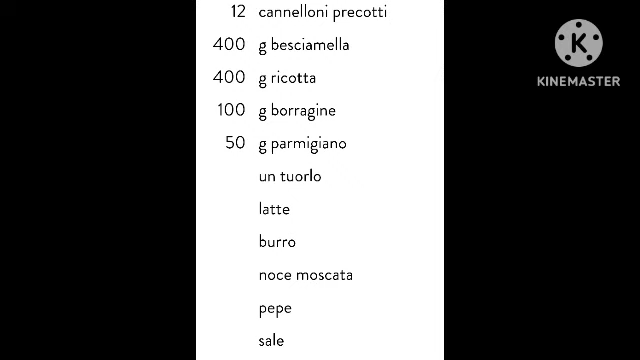 12 cannelloni precotti
400 g besciamella
400 g ricotta
100 g borragine
50 g parmigiano
un tuorlo
latte
burro
noce moscata
pepe
sale
K
KINEMASTER